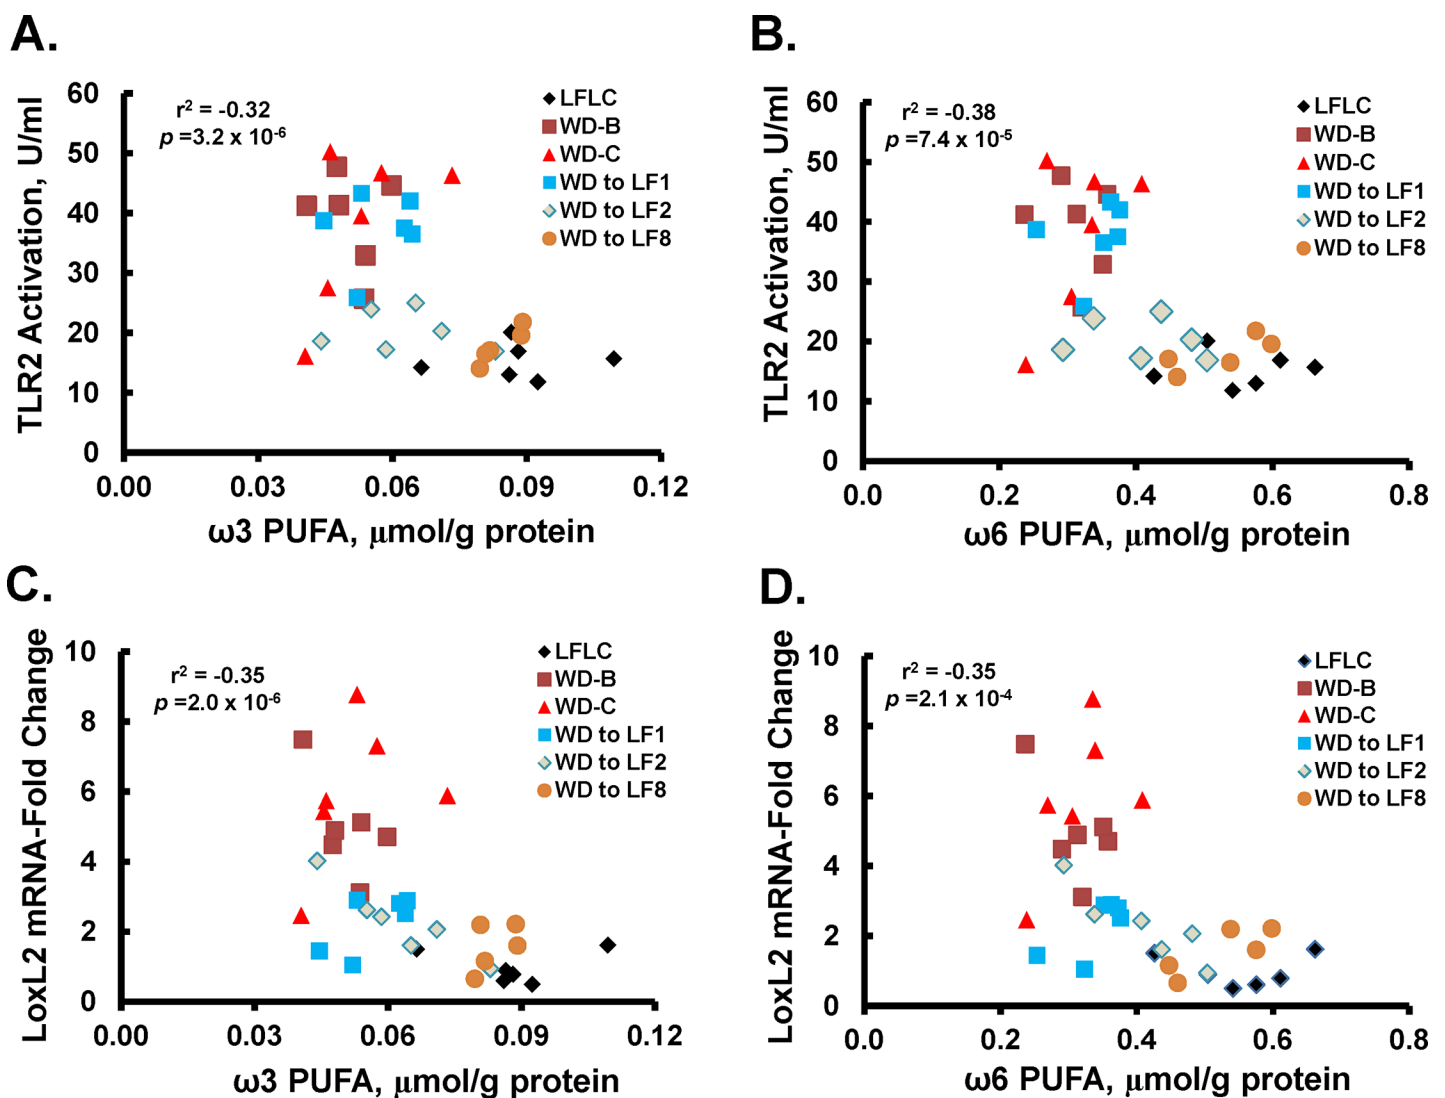 A.
TLR2 Activation, U/ml
60
50
40
30
20
10
0
r² = -0.32
p =3.2 x 10⁻⁶
LFLC
WD-B
WD-C
WD to LF1
WD to LF2
WD to LF8
0.00 0.03 0.06 0.09 0.12
ω3 PUFA, μmol/g protein
B.
TLR2 Activation, U/ml
60
50
40
30
20
10
0
r² = -0.38
p =7.4 x 10⁻⁵
LFLC
WD-B
WD-C
WD to LF1
WD to LF2
WD to LF8
0.0 0.2 0.4 0.6 0.8
ω6 PUFA, μmol/g protein
C.
LoxL2 mRNA-Fold Change
10
8
6
4
2
0
r² = -0.35
p =2.0 x 10⁻⁶
LFLC
WD-B
WD-C
WD to LF1
WD to LF2
WD to LF8
0.00 0.03 0.06 0.09 0.12
ω3 PUFA, μmol/g protein
D.
LoxL2 mRNA-Fold Change
10
8
6
4
2
0
r² = -0.35
p =2.1 x 10⁻⁴
LFLC
WD-B
WD-C
WD to LF1
WD to LF2
WD to LF8
0.0 0.2 0.4 0.6 0.8
ω6 PUFA, μmol/g protein